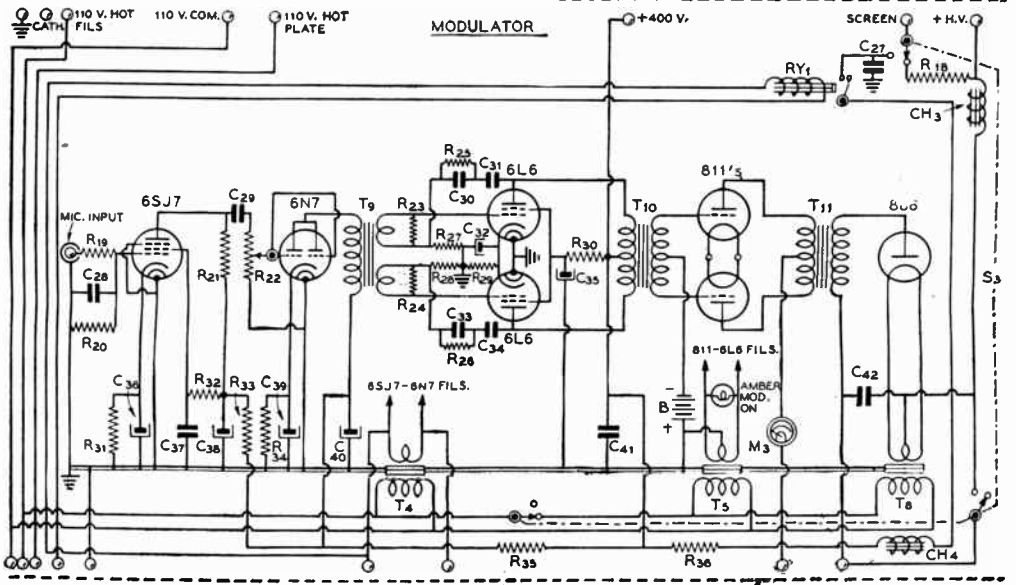 CATH.
110 V. HOT FILS
110 V. COM.
110 V. HOT PLATE
MODULATOR
+400 V.
SCREEN
+ H.V.
C27
RY1
R18
CH3
R25
C31
C30
6L6
811's
6SJ7
C29
6N7
T9
R23
T10
T11
MIC. INPUT
R19
R27
C32
R30
C28
R21
R22
R28
R29
C35
S3
R24
R20
C33
C34
6L6
R26
6SJ7-6N7 FILS.
811-6L6 FILS.
C36
R32
R33
C39
AMBER MOD. ON
C42
B
-
+
M3
R31
C37
C38
R34
C40
C41
T4
T5
T8
R35
R36
CH4